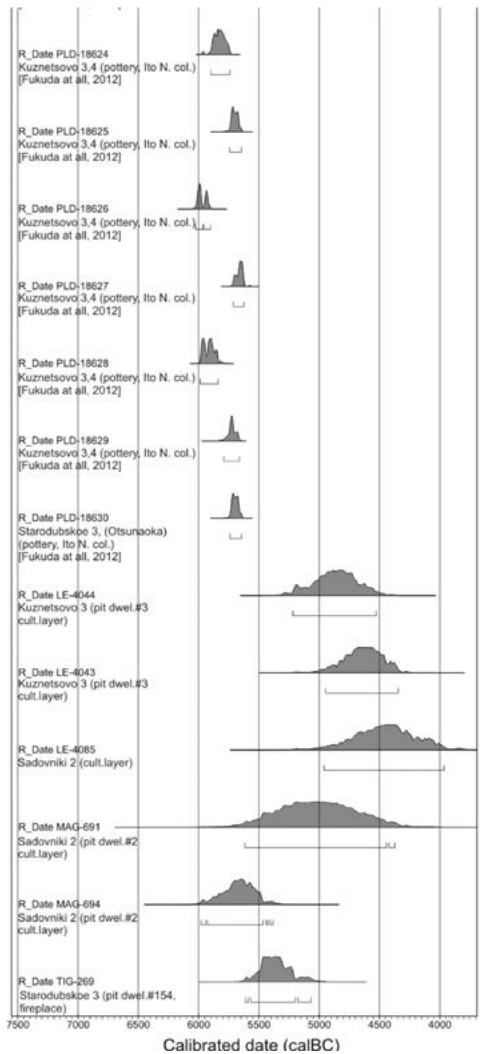 R_Date PLD-18624
Kuznetsovo 3,4 (pottery, Ito N. col.)
[Fukuda at all, 2012]
R_Date PLD-18625
Kuznetsovo 3,4 (pottery, Ito N. col.)
[Fukuda at all, 2012]
R_Date PLD-18626
Kuznetsovo 3,4 (pottery, Ito N. col.)
[Fukuda at all, 2012]
R_Date PLD-18627
Kuznetsovo 3,4 (pottery, Ito N. col.)
[Fukuda at all, 2012]
R_Date PLD-18628
Kuznetsovo 3,4 (pottery, Ito N. col.)
[Fukuda at all, 2012]
R_Date PLD-18629
Kuznetsovo 3,4 (pottery, Ito N. col.)
[Fukuda at all, 2012]
R_Date PLD-18630
Starodubskoe 3, (Otsunaoka)
(pottery, Ito N. col.)
[Fukuda at all, 2012]
R_Date LE-4044
Kuznetsovo 3 (pit dwel.#3
cult.layer)
R_Date LE-4043
Kuznetsovo 3 (pit dwel.#3
cult.layer)
R_Date LE-4085
Sadovniki 2 (cult.layer)
R_Date MAG-691
Sadovniki 2 (pit dwel.#2
cult.layer)
R_Date MAG-694
Sadovniki 2 (pit dwel.#2
cult.layer)
R_Date TIG-269
Starodubskoe 3 (pit dwel.#154,
fireplace)
7500 7000 6500 6000 5500 5000 4500 4000
Calibrated date (calBC)